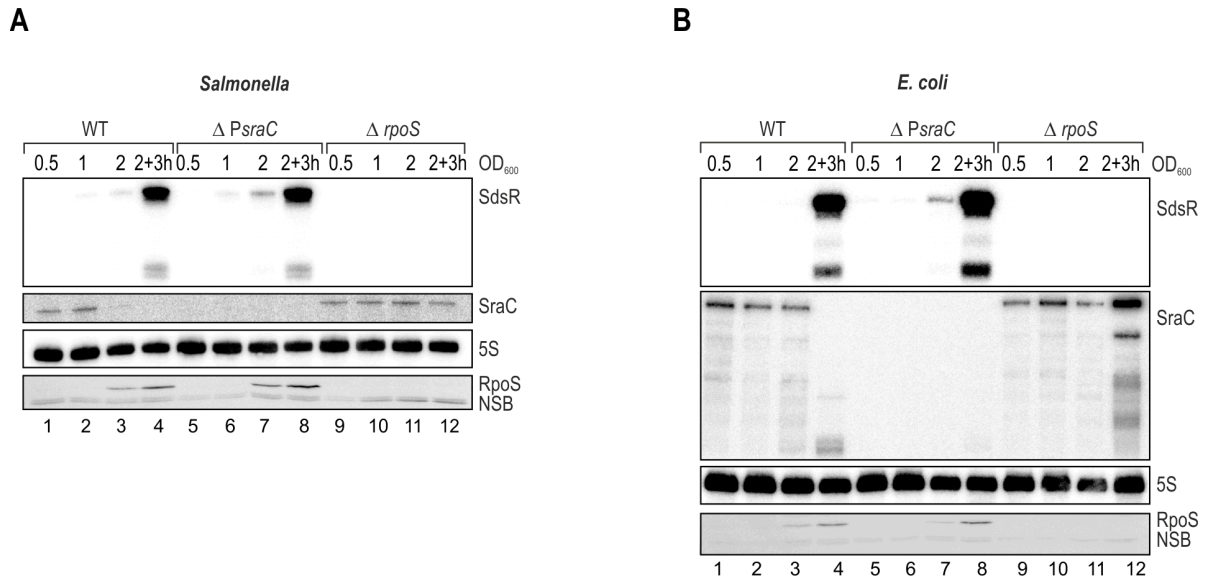 A
Salmonella
WT Δ PsraC Δ rpoS
0.5 1 2 2+3h 0.5 1 2 2+3h 0.5 1 2 2+3h OD600
SdsR
SraC
5S
RpoS
NSB
1 2 3 4 5 6 7 8 9 10 11 12
B
E. coli
WT Δ PsraC Δ rpoS
0.5 1 2 2+3h 0.5 1 2 2+3h 0.5 1 2 2+3h OD600
SdsR
SraC
5S
RpoS
NSB
1 2 3 4 5 6 7 8 9 10 11 12